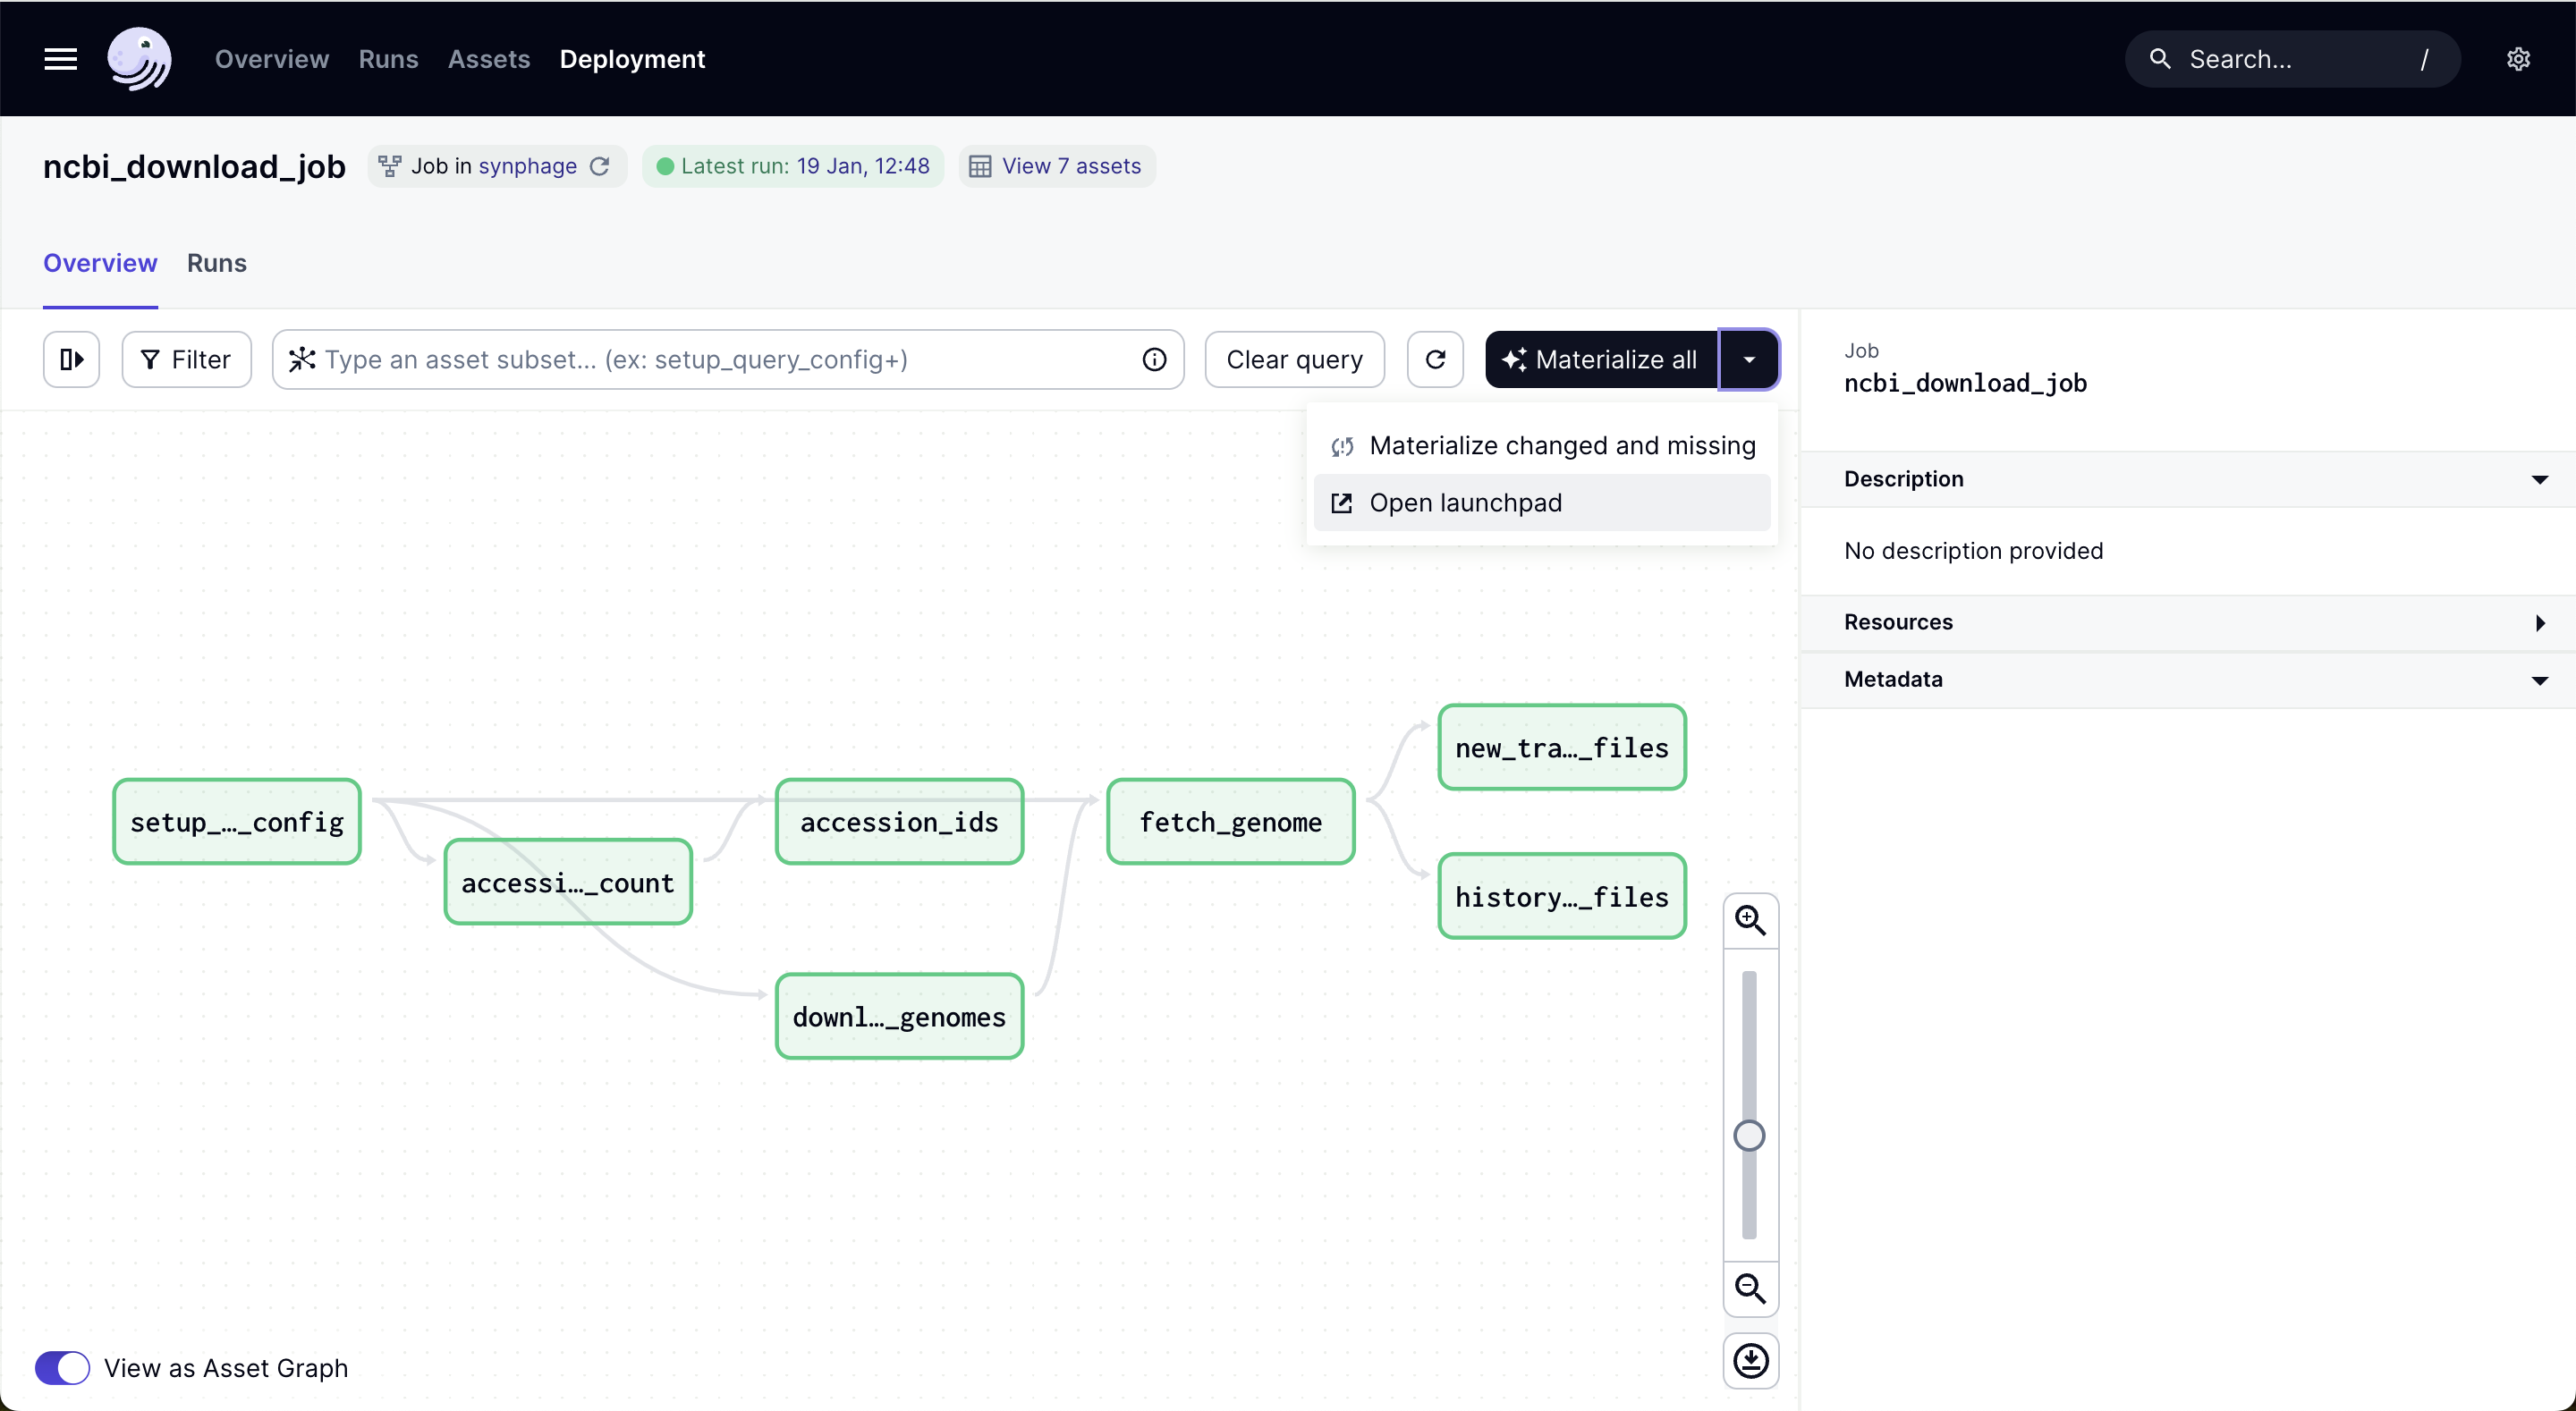 Overview Runs Assets Deployment Search... /
ncbi_download_job Job in synphage Latest run: 19 Jan, 12:48 View 7 assets
Overview Runs
Filter Type an asset subset... (ex: setup_query_config+) Clear query Materialize all
Materialize changed and missing
Open launchpad
Job
ncbi_download_job
Description
No description provided
Resources
Metadata
new_tra…_files
setup_…_config
accession_ids
fetch_genome
accessi…_count
history…_files
downl…_genomes
View as Asset Graph